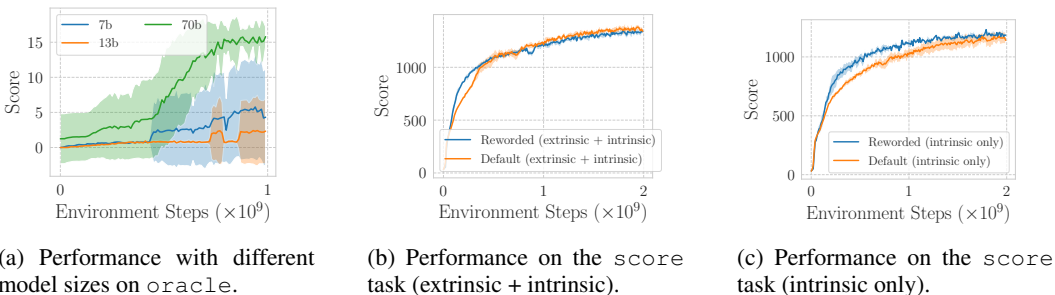 7b
70b
13b
15
10
5
0
Score
0
1
Environment Steps (×10⁹)
(a) Performance with different
model sizes on oracle.
1000
500
0
Score
Reworded (extrinsic + intrinsic)
Default (extrinsic + intrinsic)
0
1
2
Environment Steps (×10⁹)
(b) Performance on the score
task (extrinsic + intrinsic).
1000
500
0
Score
Reworded (intrinsic only)
Default (intrinsic only)
0
1
2
Environment Steps (×10⁹)
(c) Performance on the score
task (intrinsic only).